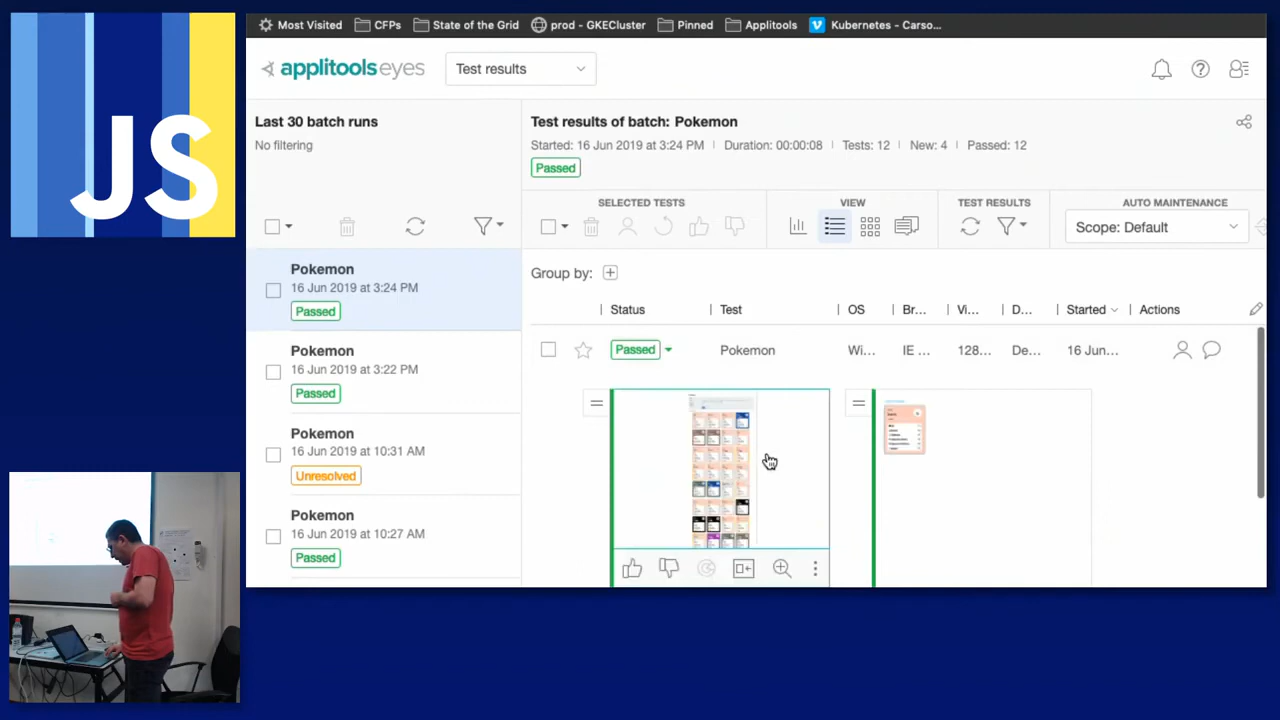 JS
Most Visited CFPs State of the Grid prod - GKECluster Pinned Applitools Kubernetes - Carso...
applitools eyes Test results
Last 30 batch runs
No filtering
Pokemon
16 Jun 2019 at 3:24 PM
Passed
Pokemon
16 Jun 2019 at 3:22 PM
Passed
Pokemon
16 Jun 2019 at 10:31 AM
Unresolved
Pokemon
16 Jun 2019 at 10:27 AM
Passed
Test results of batch: Pokemon
Started: 16 Jun 2019 at 3:24 PM Duration: 00:00:08 Tests: 12 New: 4 Passed: 12
Passed
SELECTED TESTS VIEW TEST RESULTS AUTO MAINTENANCE
Scope: Default
Group by:
Status Test OS Br... Vi... D... Started Actions
Passed Pokemon Wi... IE ... 128... De... 16 Jun...